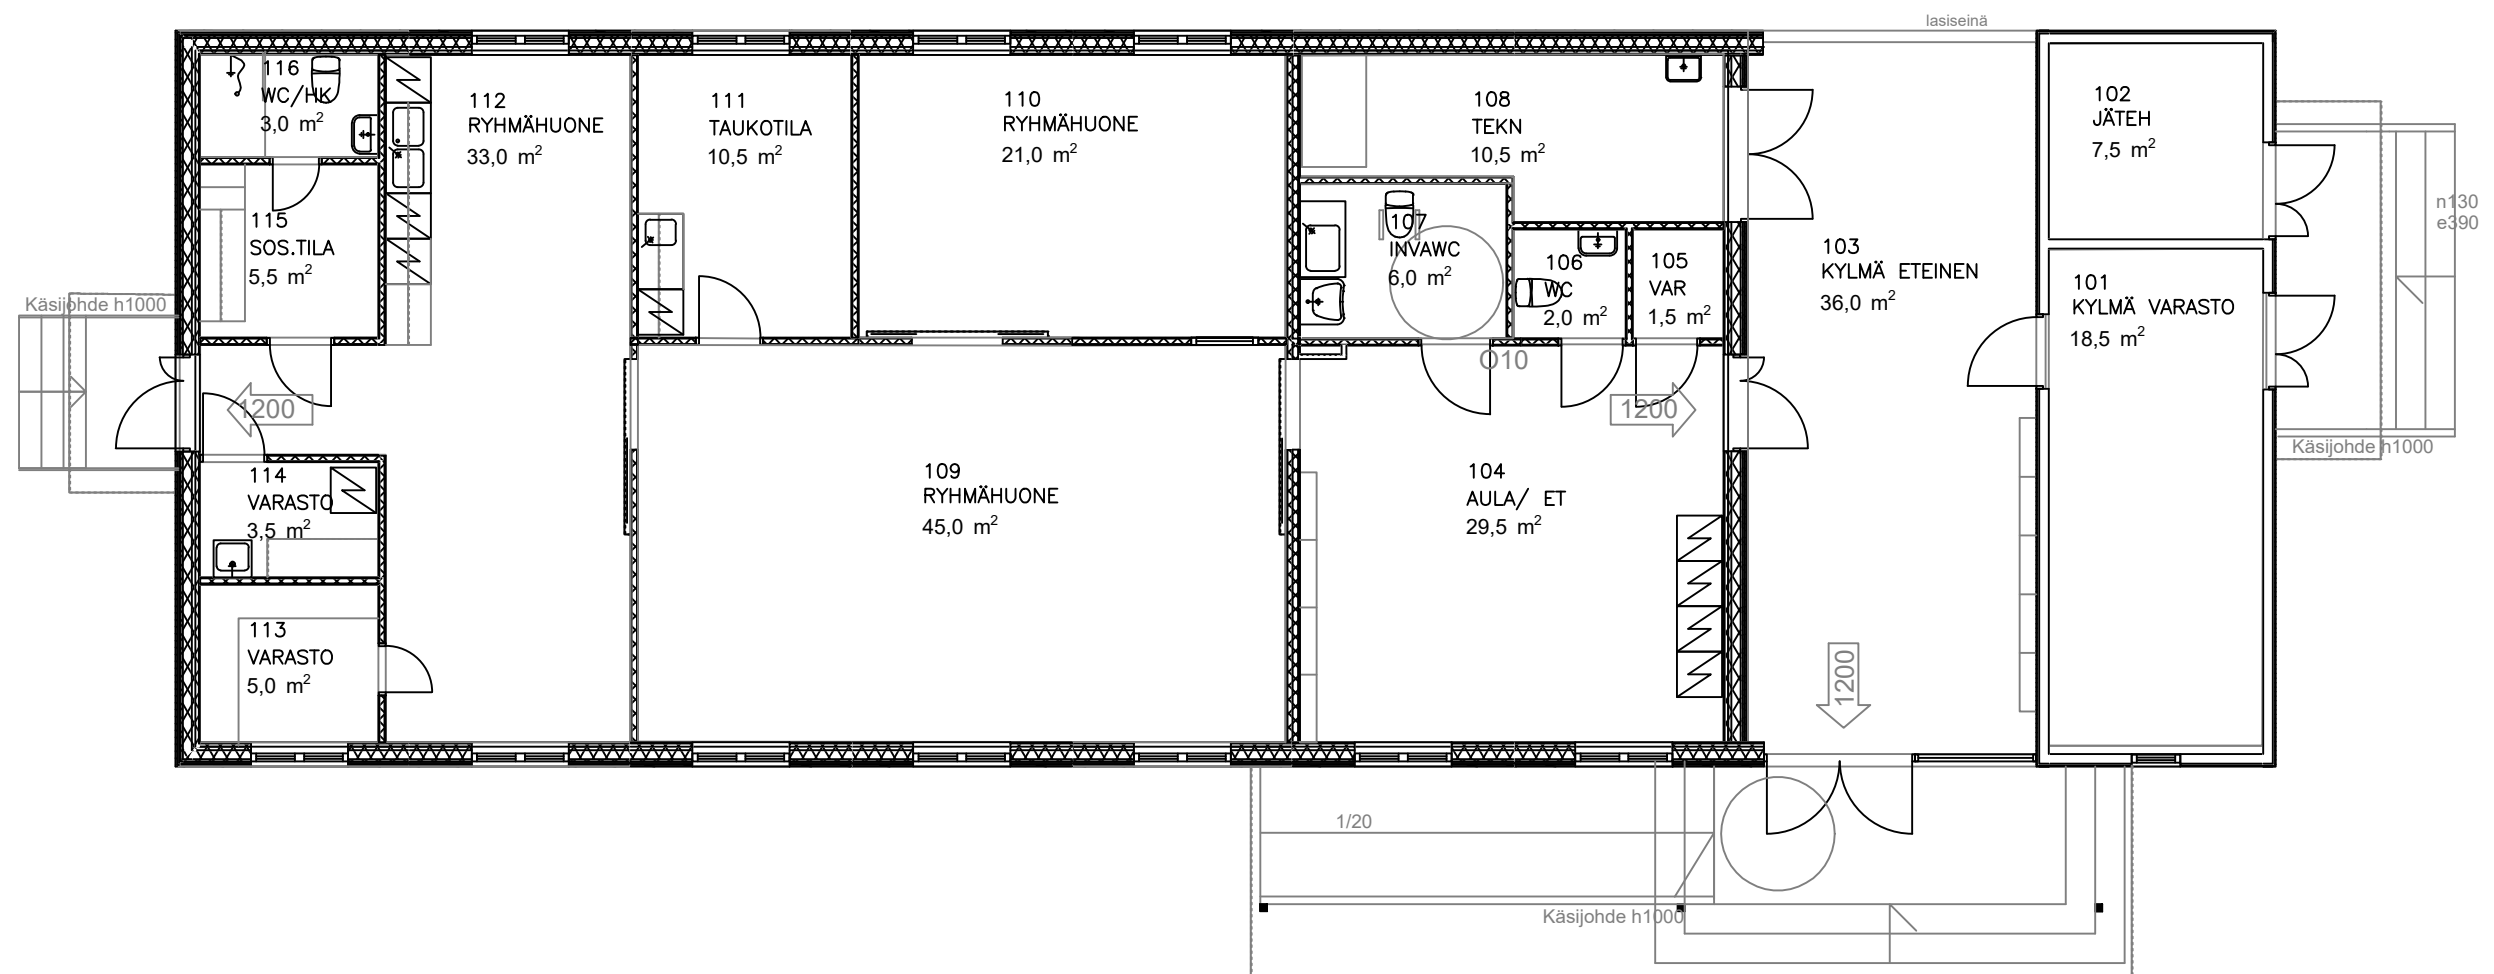 lasiseinä
116
WC/HK
3,0 m²
112
RYHMÄHUONE
33,0 m²
111
TAUKOTILA
10,5 m²
110
RYHMÄHUONE
21,0 m²
108
TEKN
10,5 m²
102
JÄTEH
7,5 m²
n130
e390
115
SOS.TILA
5,5 m²
107
INVAWC
6,0 m²
106
WC
2,0 m²
105
VAR
1,5 m²
103
KYLMÄ ETEINEN
36,0 m²
101
KYLMÄ VARASTO
18,5 m²
Käsijohde h1000
O10
1200
1200
Käsijohde h1000
114
VARASTO
3,5 m²
109
RYHMÄHUONE
45,0 m²
104
AULA/ ET
29,5 m²
113
VARASTO
5,0 m²
1200
1/20
Käsijohde h1000